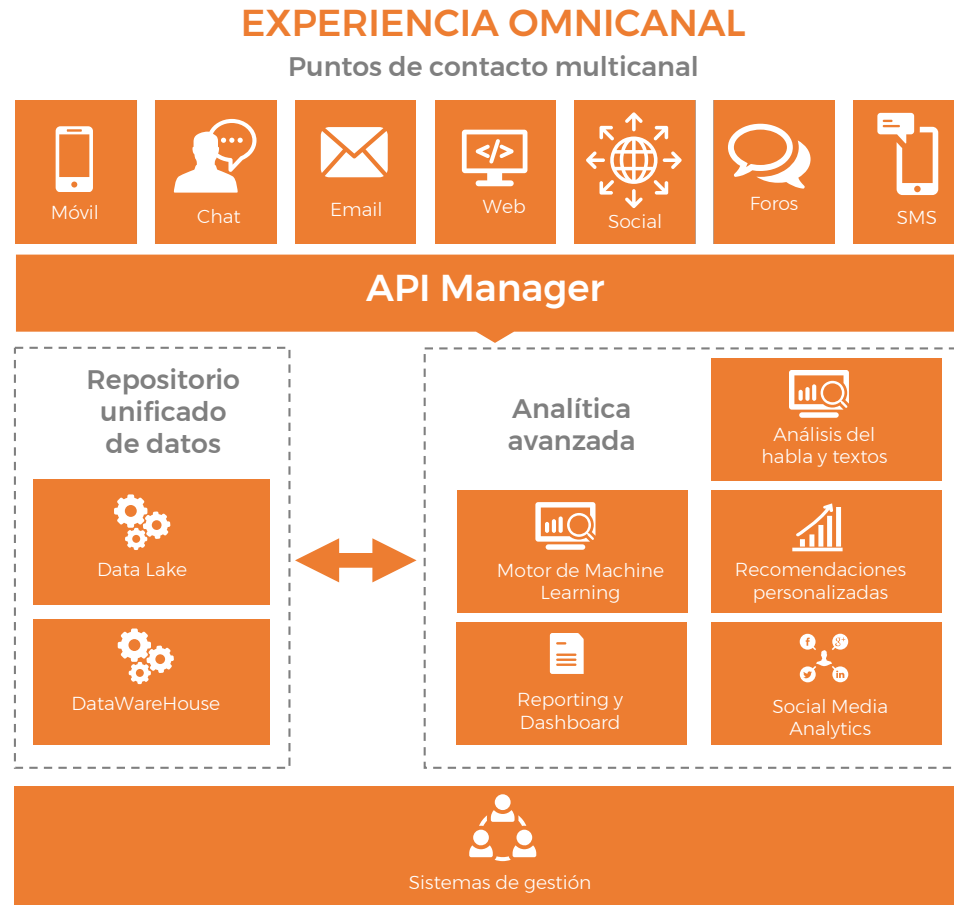 EXPERIENCIA OMNICANAL
Puntos de contacto multicanal
Móvil
Chat
Email
</>
Web
Social
Foros
SMS
API Manager
Repositorio
unificado
de datos
Data Lake
DataWareHouse
Analítica
avanzada
Análisis del
habla y textos
Motor de Machine
Learning
Recomendaciones
personalizadas
Reporting y
Dashboard
f
g+
in
Social Media
Analytics
Sistemas de gestión